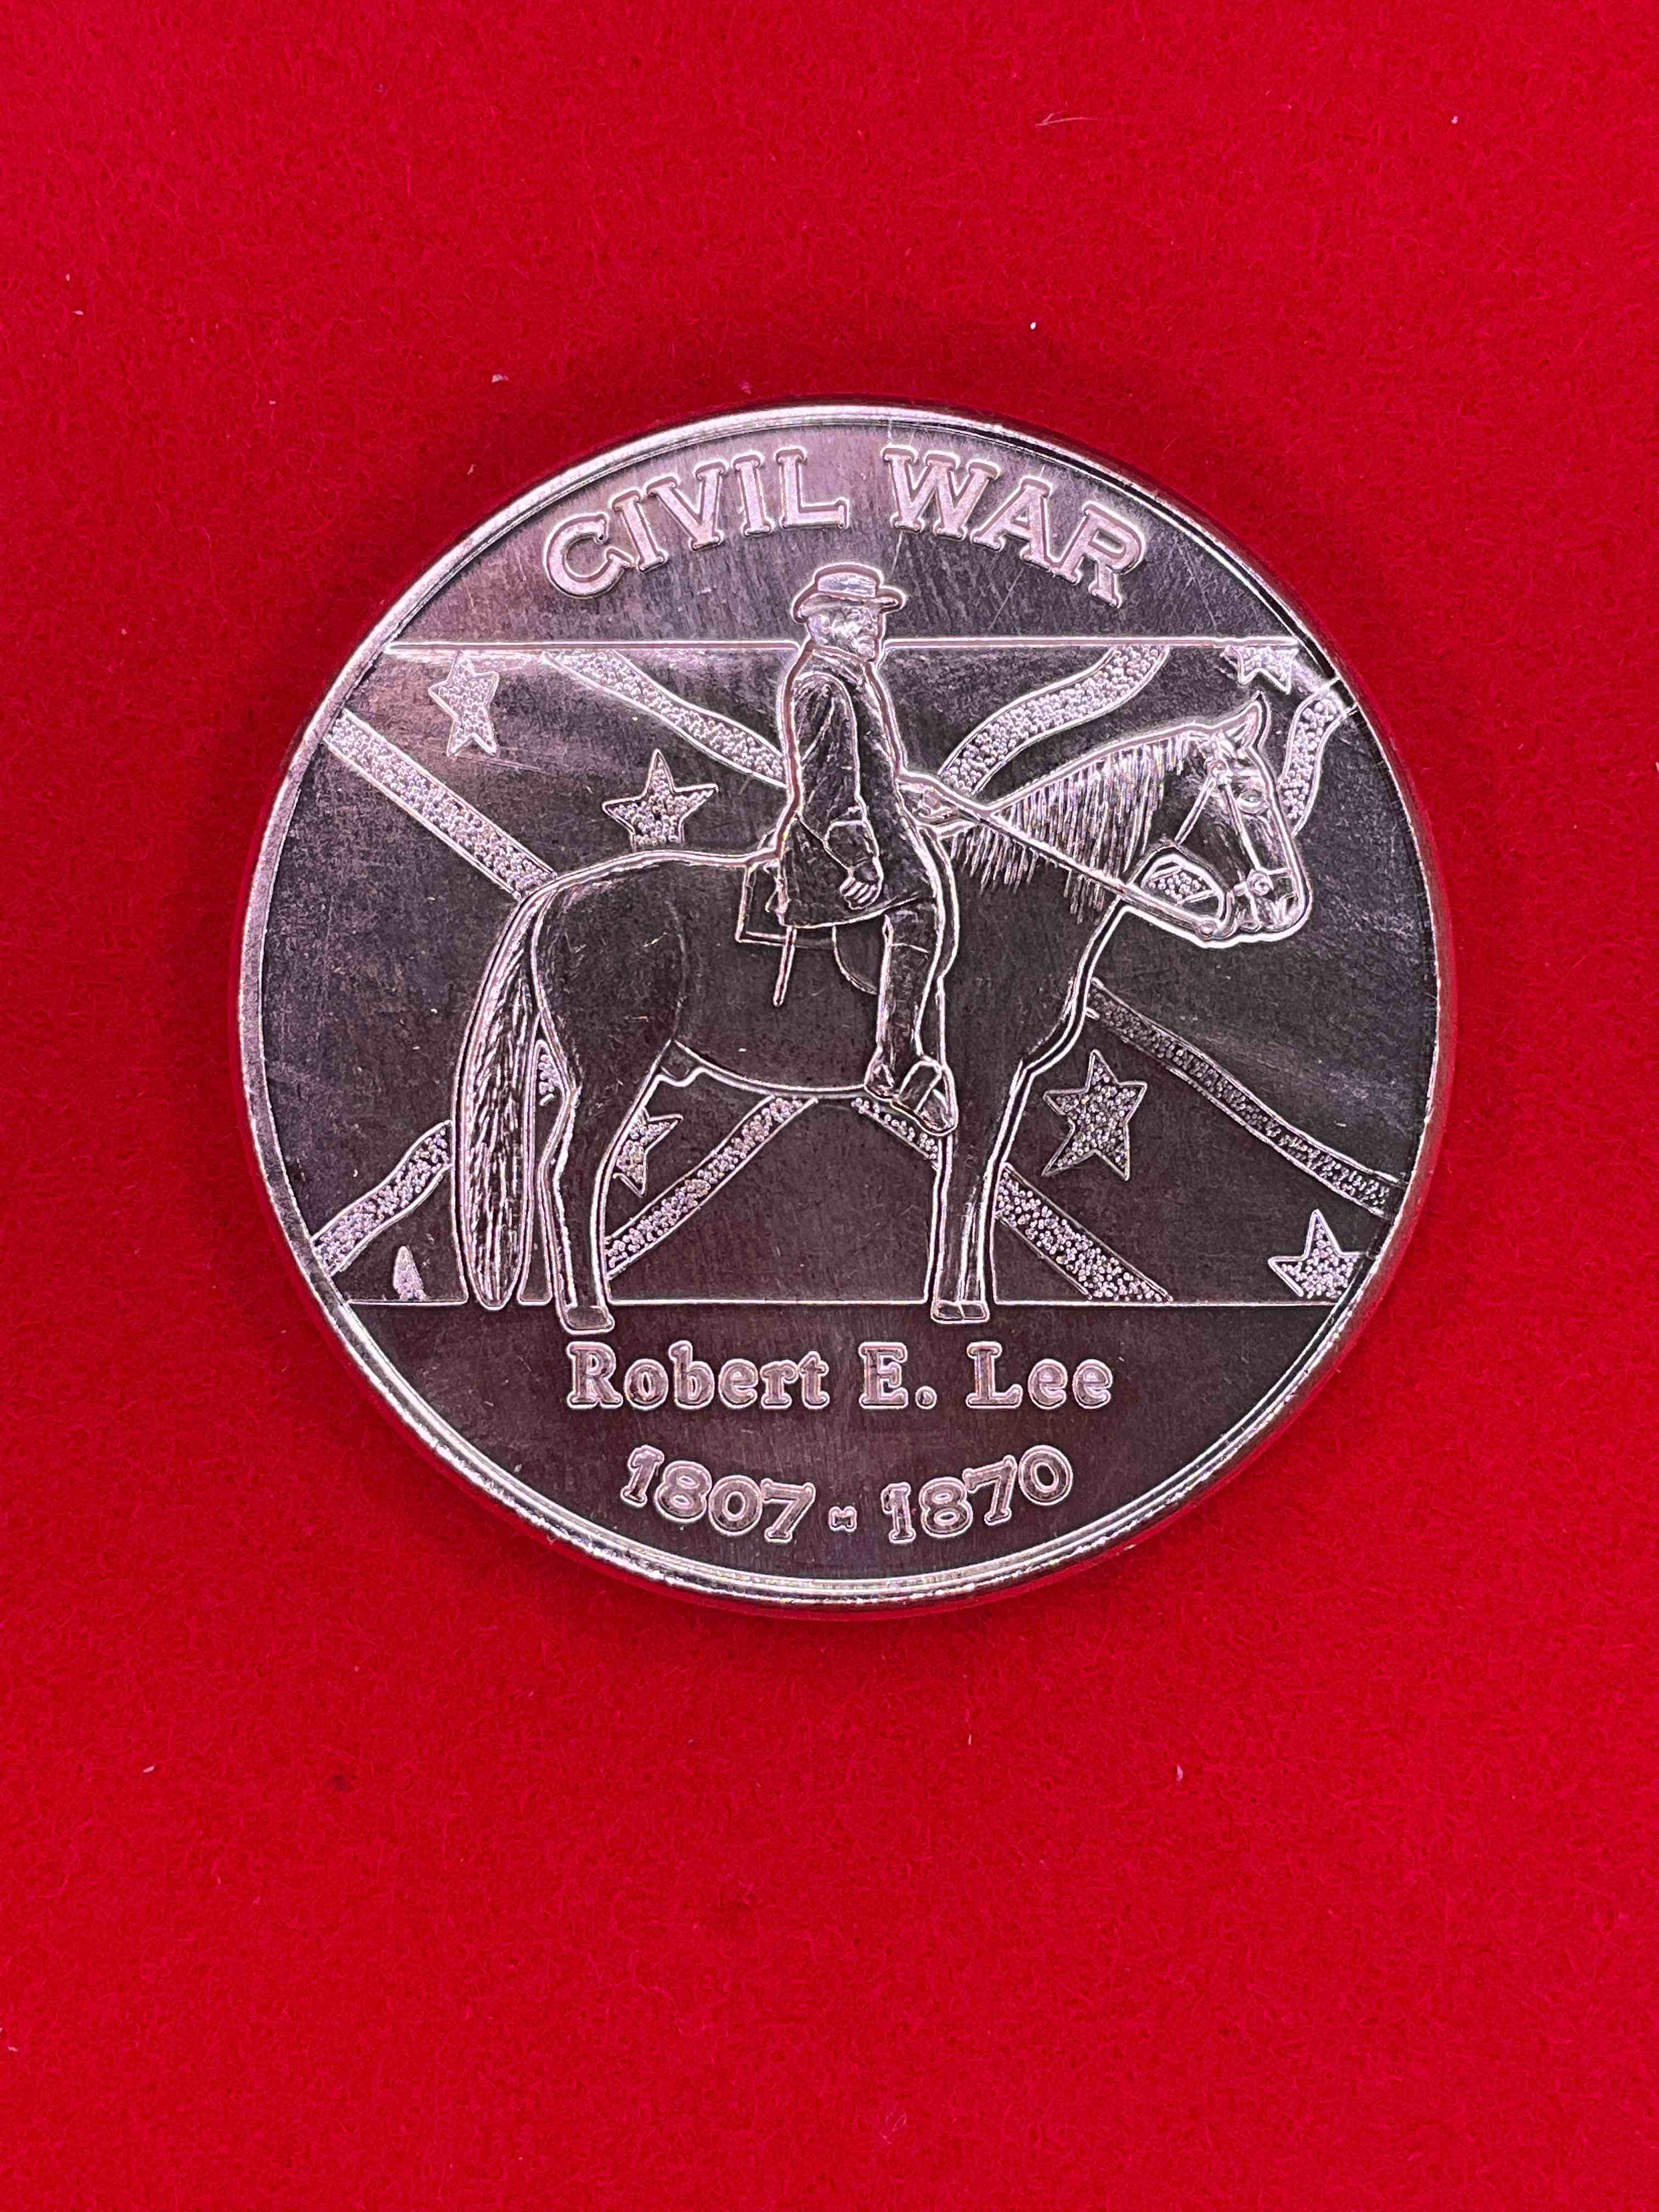 CIVIL WAR
Robert E. Lee
1807 - 1870